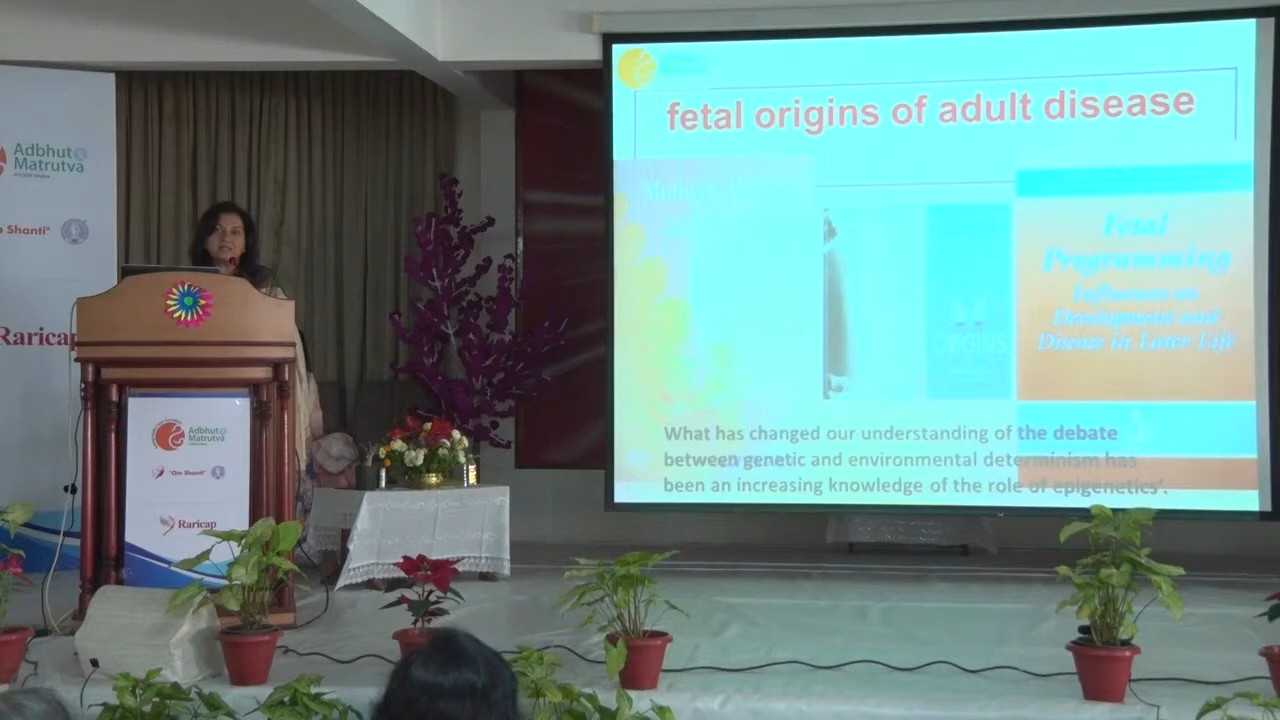 Adbhut
Matrutva
Shanti"
Raricap
Adbhut
Matrutva
"Om Shanti"
Raricap
fetal origins of adult disease
ORIGINS
Fetal
Programming
Influences on
Development and
Disease in Later Life
What has changed our understanding of the debate
between genetic and environmental determinism has
been an increasing knowledge of the role of epigenetics'.